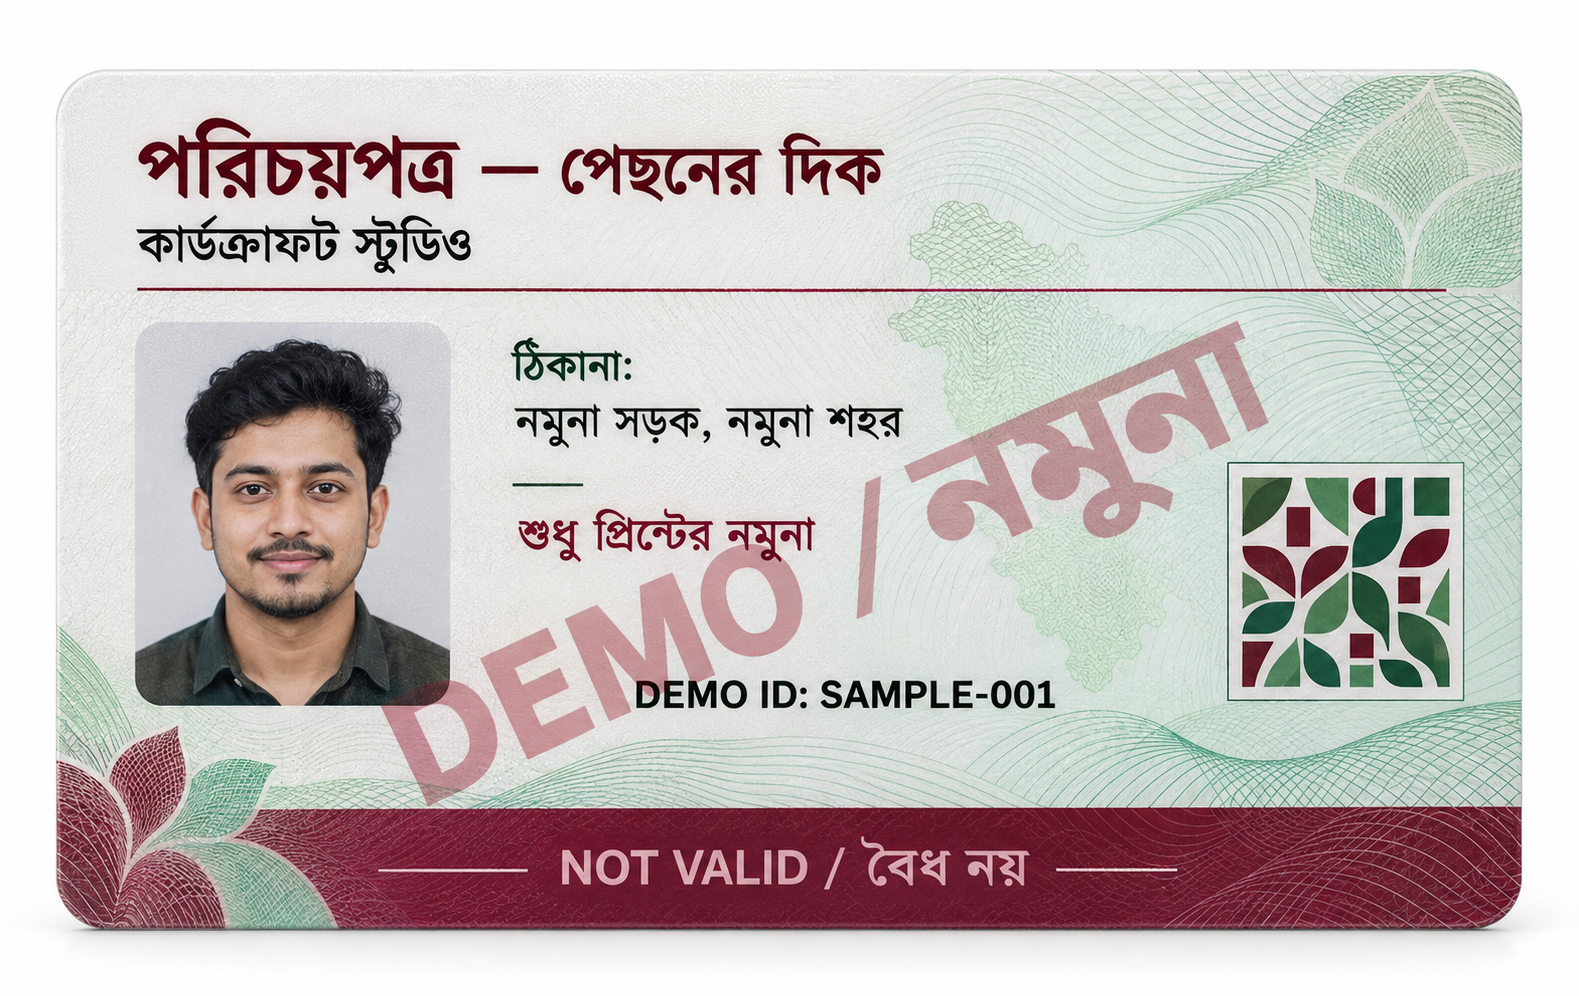 পরিচয়পত্র — পেছনের দিক
কার্ডক্রাফট স্টুডিও
ঠিকানা:
নমুনা সড়ক, নমুনা শহর
শুধু প্রিন্টের নমুনা
DEMO / নমুনা
DEMO ID: SAMPLE-001
NOT VALID / বৈধ নয়